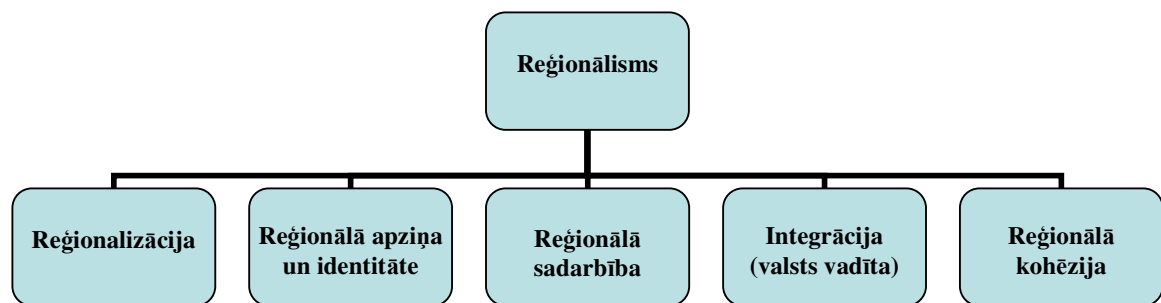 Reģionālisms
Reģionalizācija
Reģionālā apziņa
un identitāte
Reģionālā
sadarbība
Integrācija
(valsts vadīta)
Reģionālā
kohēzija